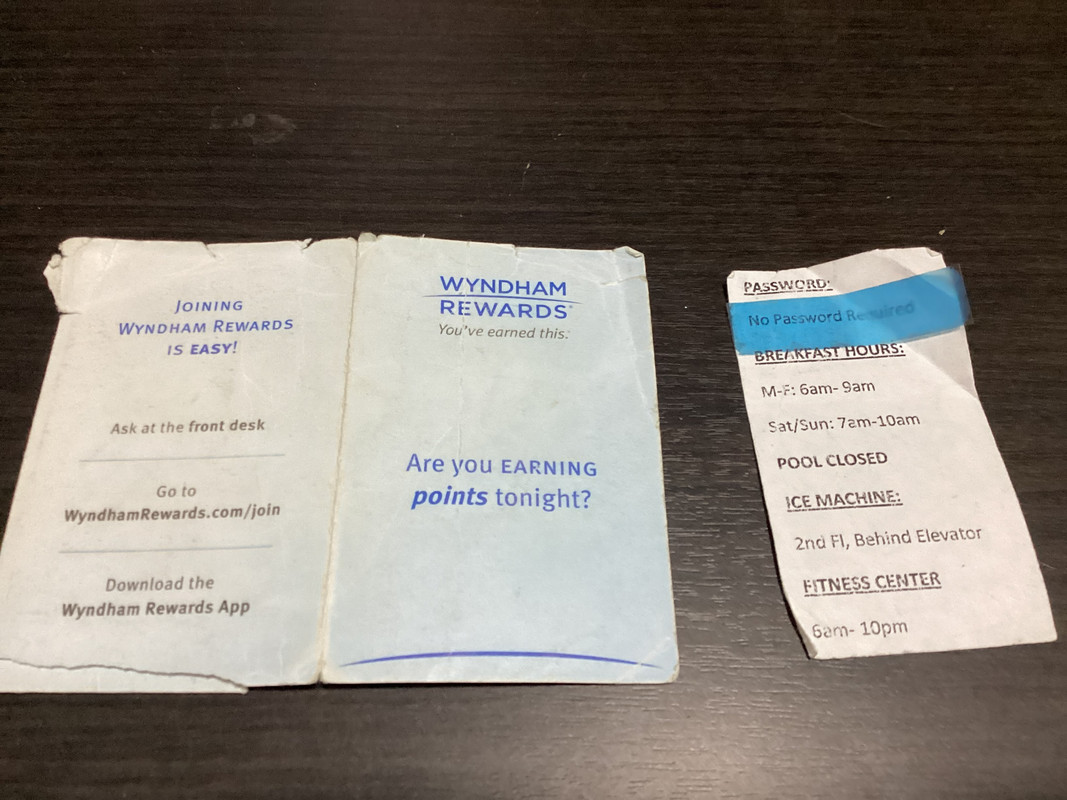 JOINING
WYNDHAM REWARDS
IS EASY!
Ask at the front desk
Go to
WyndhamRewards.com/join
Download the
Wyndham Rewards App
WYNDHAM
REWARDS®
You've earned this.℠
Are you EARNING
points tonight?
PASSWORD:
No Password Required
BREAKFAST HOURS:
M-F: 6am- 9am
Sat/Sun: 7am-10am
POOL CLOSED
ICE MACHINE:
2nd Fl, Behind Elevator
FITNESS CENTER
6am- 10pm